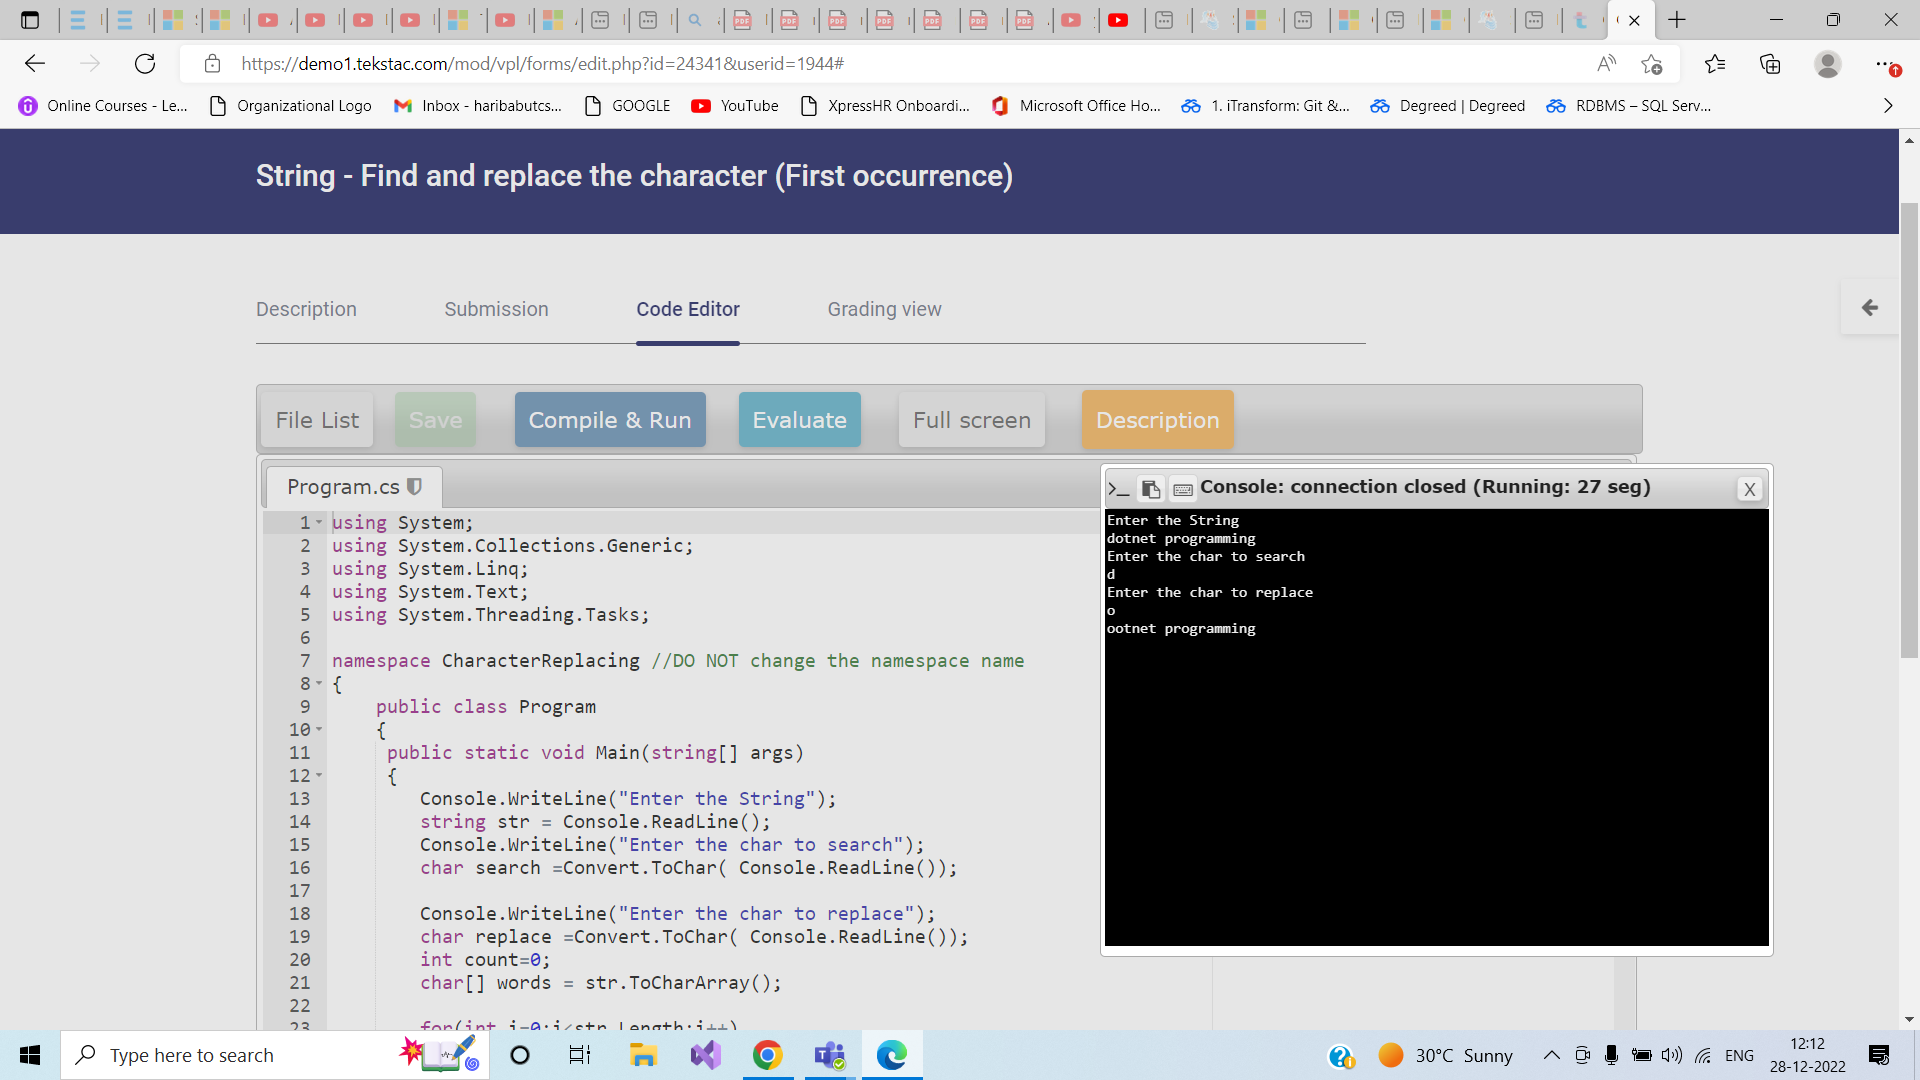 https://demo1.tekstac.com/mod/vpl/forms/edit.php?id=24341&userid=1944#
Online Courses - Le...
Organizational Logo
Inbox - haribabutcs...
GOOGLE
YouTube
XpressHR Onboardi...
Microsoft Office Ho...
1. iTransform: Git &...
Degreed | Degreed
RDBMS – SQL Serv...
String - Find and replace the character (First occurrence)
Description
Submission
Code Editor
Grading view
File List
Save
Compile & Run
Evaluate
Full screen
Description
Program.cs
1 using System;
2 using System.Collections.Generic;
3 using System.Linq;
4 using System.Text;
5 using System.Threading.Tasks;
6
7 namespace CharacterReplacing //DO NOT change the namespace name
8 {
9 public class Program
10 {
11 public static void Main(string[] args)
12 {
13 Console.WriteLine("Enter the String");
14 string str = Console.ReadLine();
15 Console.WriteLine("Enter the char to search");
16 char search =Convert.ToChar( Console.ReadLine());
17
18 Console.WriteLine("Enter the char to replace");
19 char replace =Convert.ToChar( Console.ReadLine());
20 int count=0;
21 char[] words = str.ToCharArray();
22
23 for(int i=0;i<str.Length;i++)
Console: connection closed (Running: 27 seg)
X
Enter the String
dotnet programming
Enter the char to search
d
Enter the char to replace
o
ootnet programming
Type here to search
30°C Sunny
ENG
12:12
28-12-2022